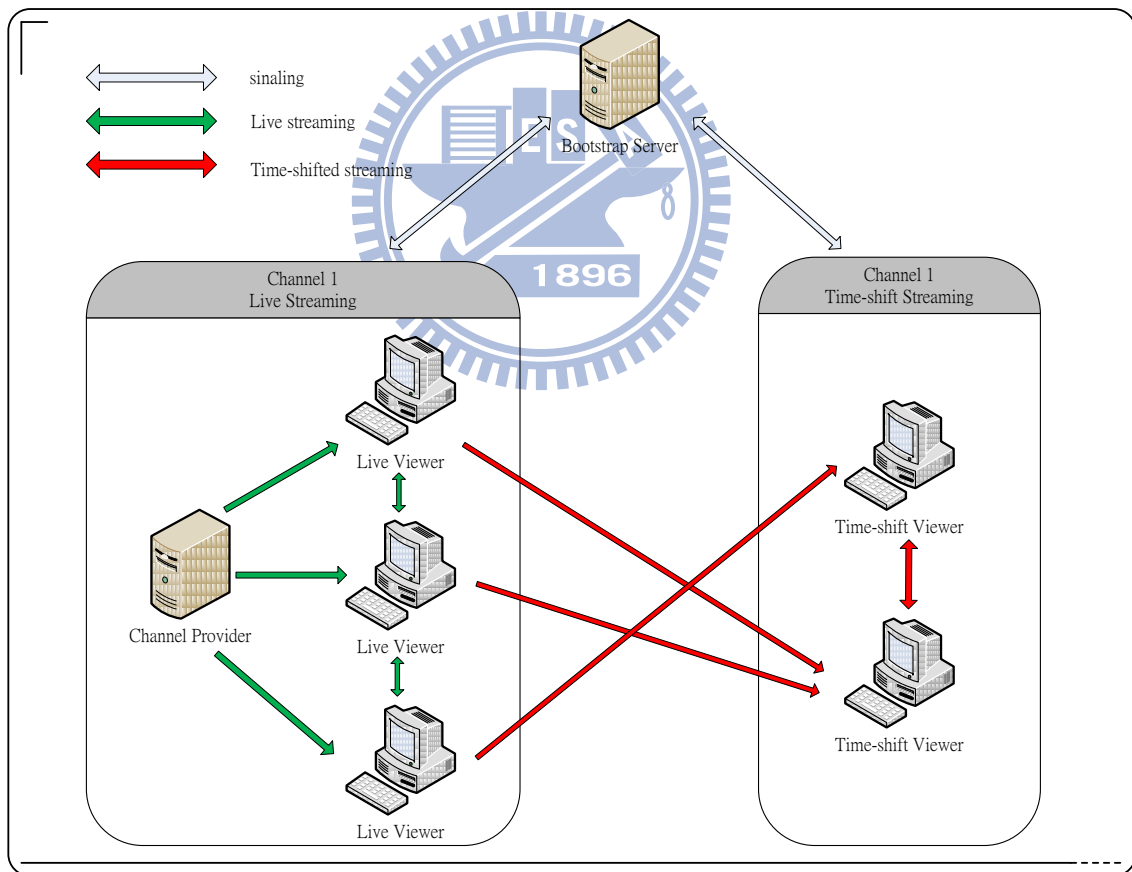 sinaling
Live streaming
Time-shifted streaming
Bootstrap Server
E S
1896
Channel 1
Live Streaming
Channel 1
Time-shift Streaming
Live Viewer
Live Viewer
Live Viewer
Channel Provider
Time-shift Viewer
Time-shift Viewer